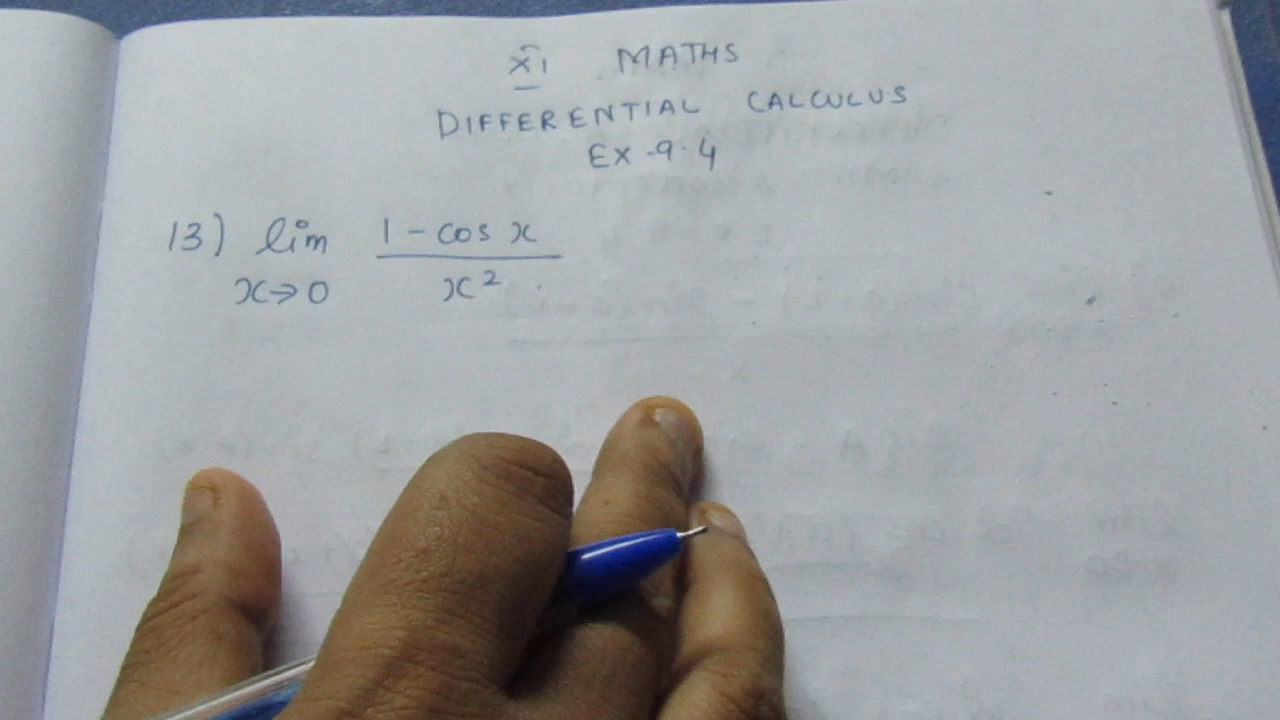 XI MATHS
DIFFERENTIAL CALCULUS
EX-9.4
13) lim 1 - cos x
x→0 x²